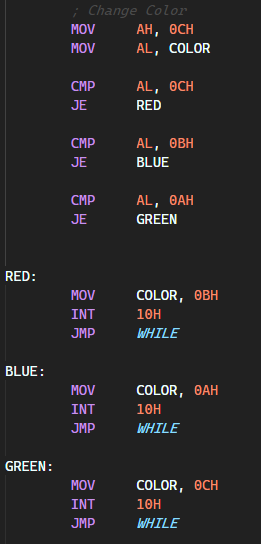 ; Change Color
MOV AH, 0CH
MOV AL, COLOR
CMP AL, 0CH
JE RED
CMP AL, 0BH
JE BLUE
CMP AL, 0AH
JE GREEN
RED:
MOV COLOR, 0BH
INT 10H
JMP WHILE
BLUE:
MOV COLOR, 0AH
INT 10H
JMP WHILE
GREEN:
MOV COLOR, 0CH
INT 10H
JMP WHILE